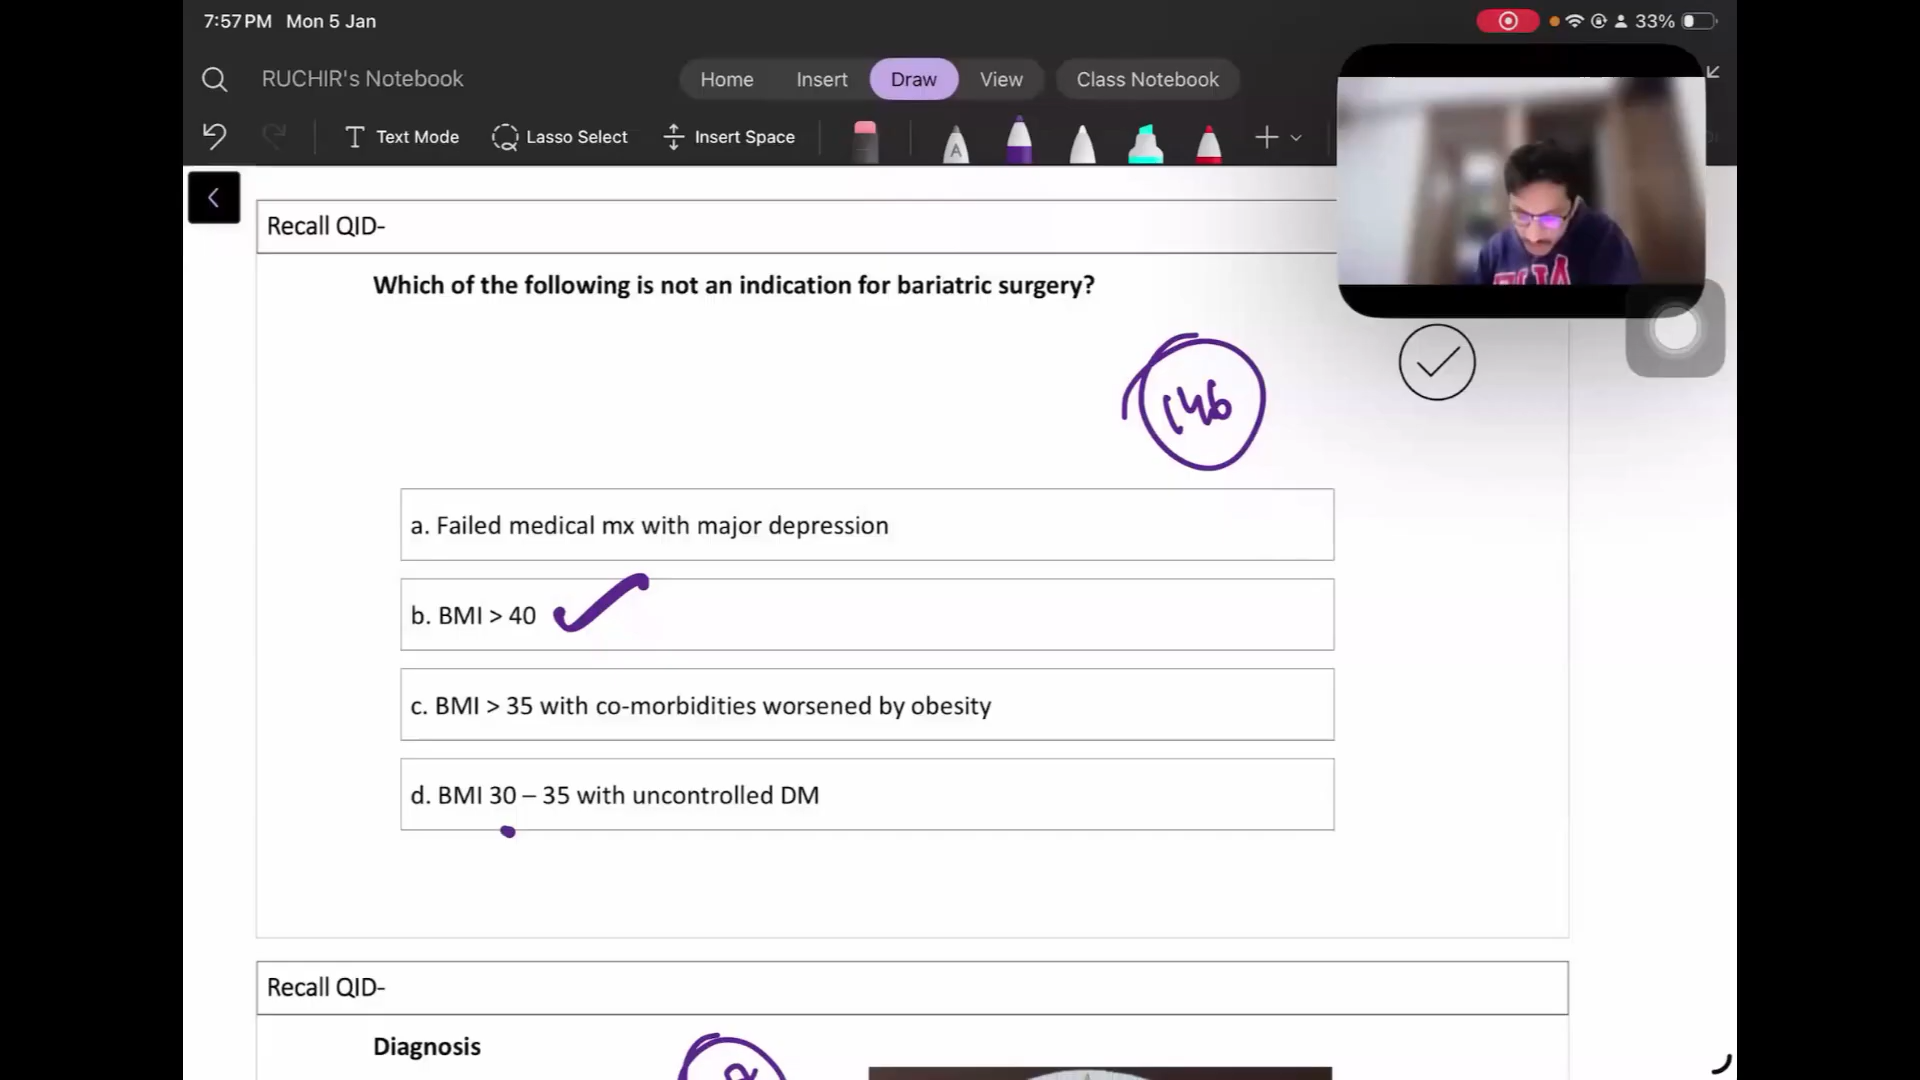 7:57 PM Mon 5 Jan
33%
RUCHIR's Notebook
Home Insert Draw View Class Notebook
Text Mode Lasso Select Insert Space
A
Recall QID-
Which of the following is not an indication for bariatric surgery?
146
a. Failed medical mx with major depression
b. BMI > 40
c. BMI > 35 with co-morbidities worsened by obesity
d. BMI 30 – 35 with uncontrolled DM
Recall QID-
Diagnosis